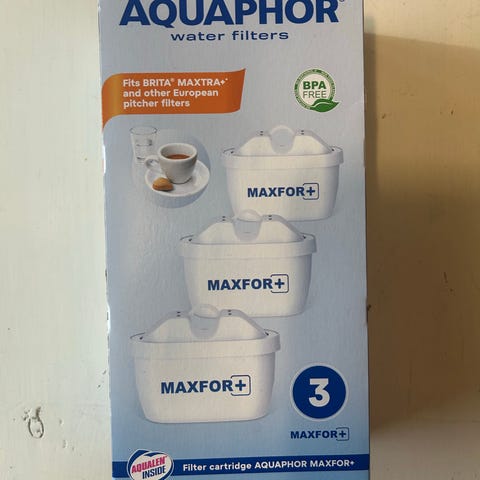 AQUAPHOR®
water filters
Fits BRITA® MAXTRA+*
and other European
pitcher filters
BPA
FREE
MAXFOR+
MAXFOR+
MAXFOR+
3
MAXFOR+
AQUALEN™
INSIDE
Filter cartridge AQUAPHOR MAXFOR+